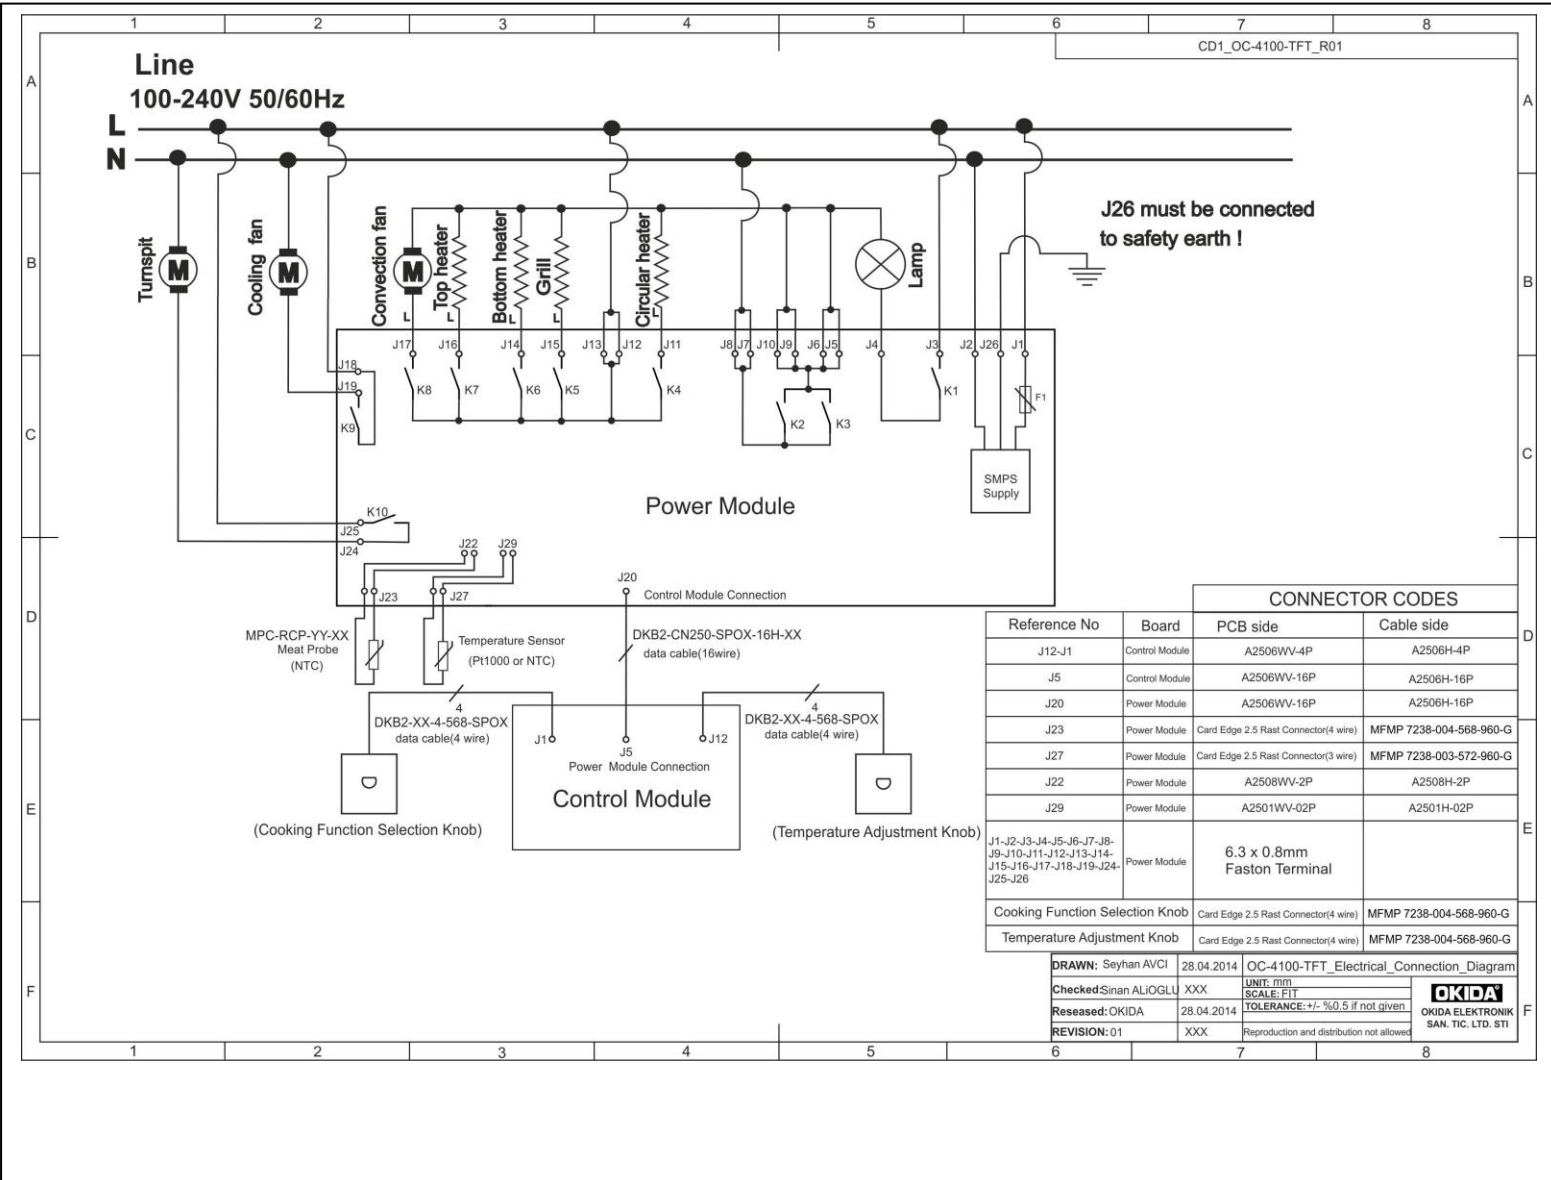 1 2 3 4 5 6 7 8
CD1_OC-4100-TFT_R01
A
A
Line
100-240V 50/60Hz
L
N
J26 must be connected
to safety earth !
B
B
Turnspit
M
Cooling fan
M
Convection fan
M
L
Top heater
Bottom heater
L
Grill
L
Circular heater
L
Lamp
J17 J16 J14 J15 J13 J12 J11 J8 J7 J10 J9 J6 J5 J4 J3 J2 J26 J1
J18
J19
K9
K8 K7 K6 K5 K4 K2 K3 K1 F1
C
C
SMPS
Supply
Power Module
K10
J25
J24
J22 J29
J20
Control Module Connection
J23 J27
D
D
MPC-RCP-YY-XX
Meat Probe
(NTC)
Temperature Sensor
(Pt1000 or NTC)
DKB2-CN250-SPOX-16H-XX
data cable(16wire)
4
DKB2-XX-4-568-SPOX
data cable(4 wire)
4
DKB2-XX-4-568-SPOX
data cable(4 wire)
J1 J5 J12
Power Module Connection
Control Module
E
E
(Cooking Function Selection Knob)
(Temperature Adjustment Knob)
CONNECTOR CODES
Reference No Board PCB side Cable side
J12-J1 Control Module A2506WV-4P A2506H-4P
J5 Control Module A2506WV-16P A2506H-16P
J20 Power Module A2506WV-16P A2506H-16P
J23 Power Module Card Edge 2.5 Rast Connector(4 wire) MFMP 7238-004-568-960-G
J27 Power Module Card Edge 2.5 Rast Connector(3 wire) MFMP 7238-003-572-960-G
J22 Power Module A2508WV-2P A2508H-2P
J29 Power Module A2501WV-02P A2501H-02P
J1-J2-J3-J4-J5-J6-J7-J8-
J9-J10-J11-J12-J13-J14-
J15-J16-J17-J18-J19-J24-
J25-J26
Power Module
6.3 x 0.8mm
Faston Terminal
Cooking Function Selection Knob Card Edge 2.5 Rast Connector(4 wire) MFMP 7238-004-568-960-G
Temperature Adjustment Knob Card Edge 2.5 Rast Connector(4 wire) MFMP 7238-004-568-960-G
F
F
DRAWN: Seyhan AVCI 28.04.2014 OC-4100-TFT_Electrical_Connection_Diagram
Checked:Sinan ALiOGLU XXX UNIT: mm
SCALE: FIT
Reseased: OKIDA 28.04.2014 TOLERANCE: +/- %0.5 if not given
REVISION: 01 XXX Reproduction and distribution not allowed
OKIDA
OKIDA ELEKTRONIK
SAN. TIC. LTD. STI
1 2 3 4 5 6 7 8